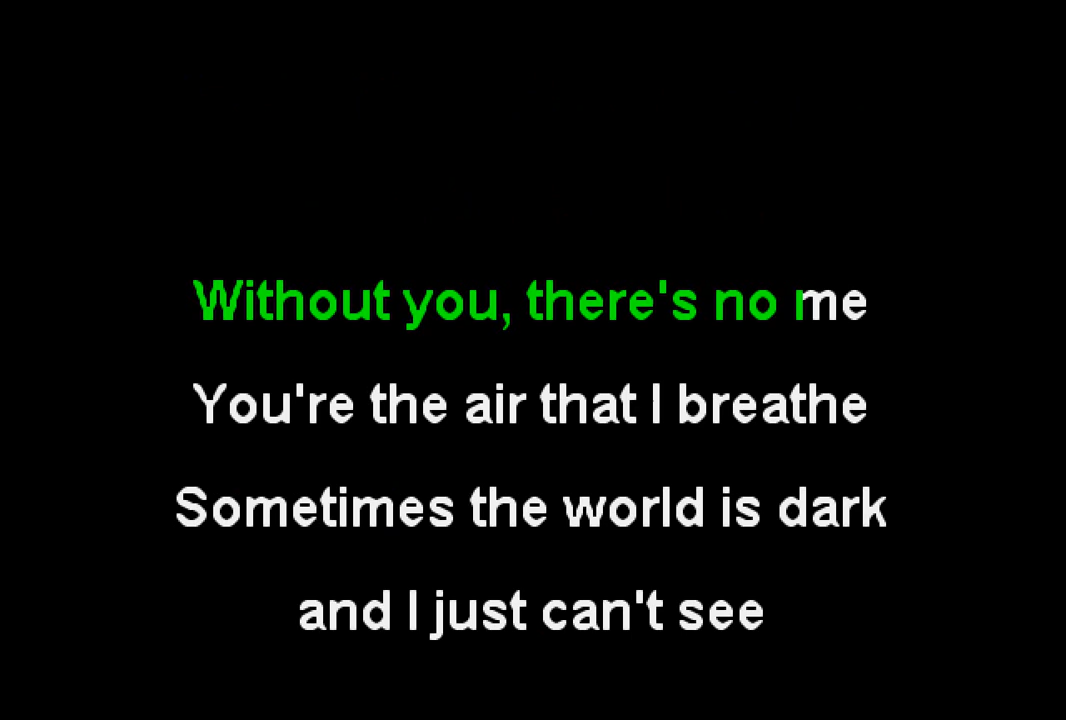 Without you, there's no me
You're the air that I breathe
Sometimes the world is dark
and I just can't see